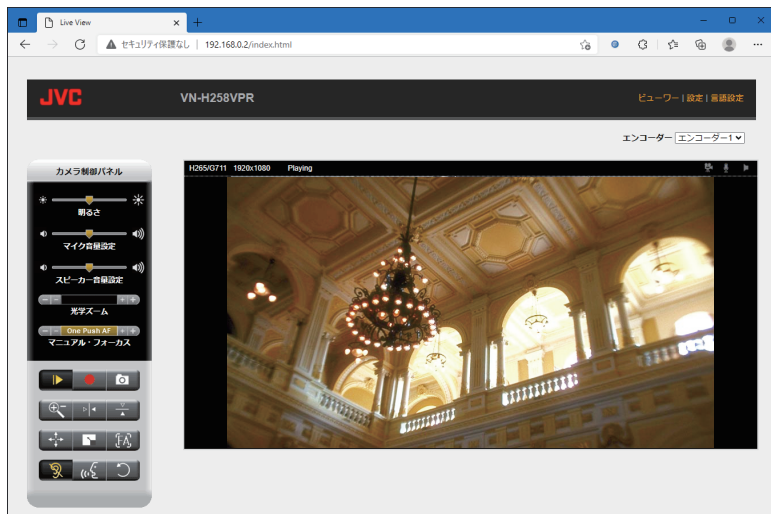 Live View
セキュリティ保護なし | 192.168.0.2/index.html
JVC
VN-H258VPR
ビューワー | 設定 | 言語設定
エンコーダー エンコーダー1
カメラ制御パネル
H265/G711 1920x1080 Playing
明るさ
マイク音量設定
スピーカー音量設定
光学ズーム
One Push AF
マニュアル・フォーカス